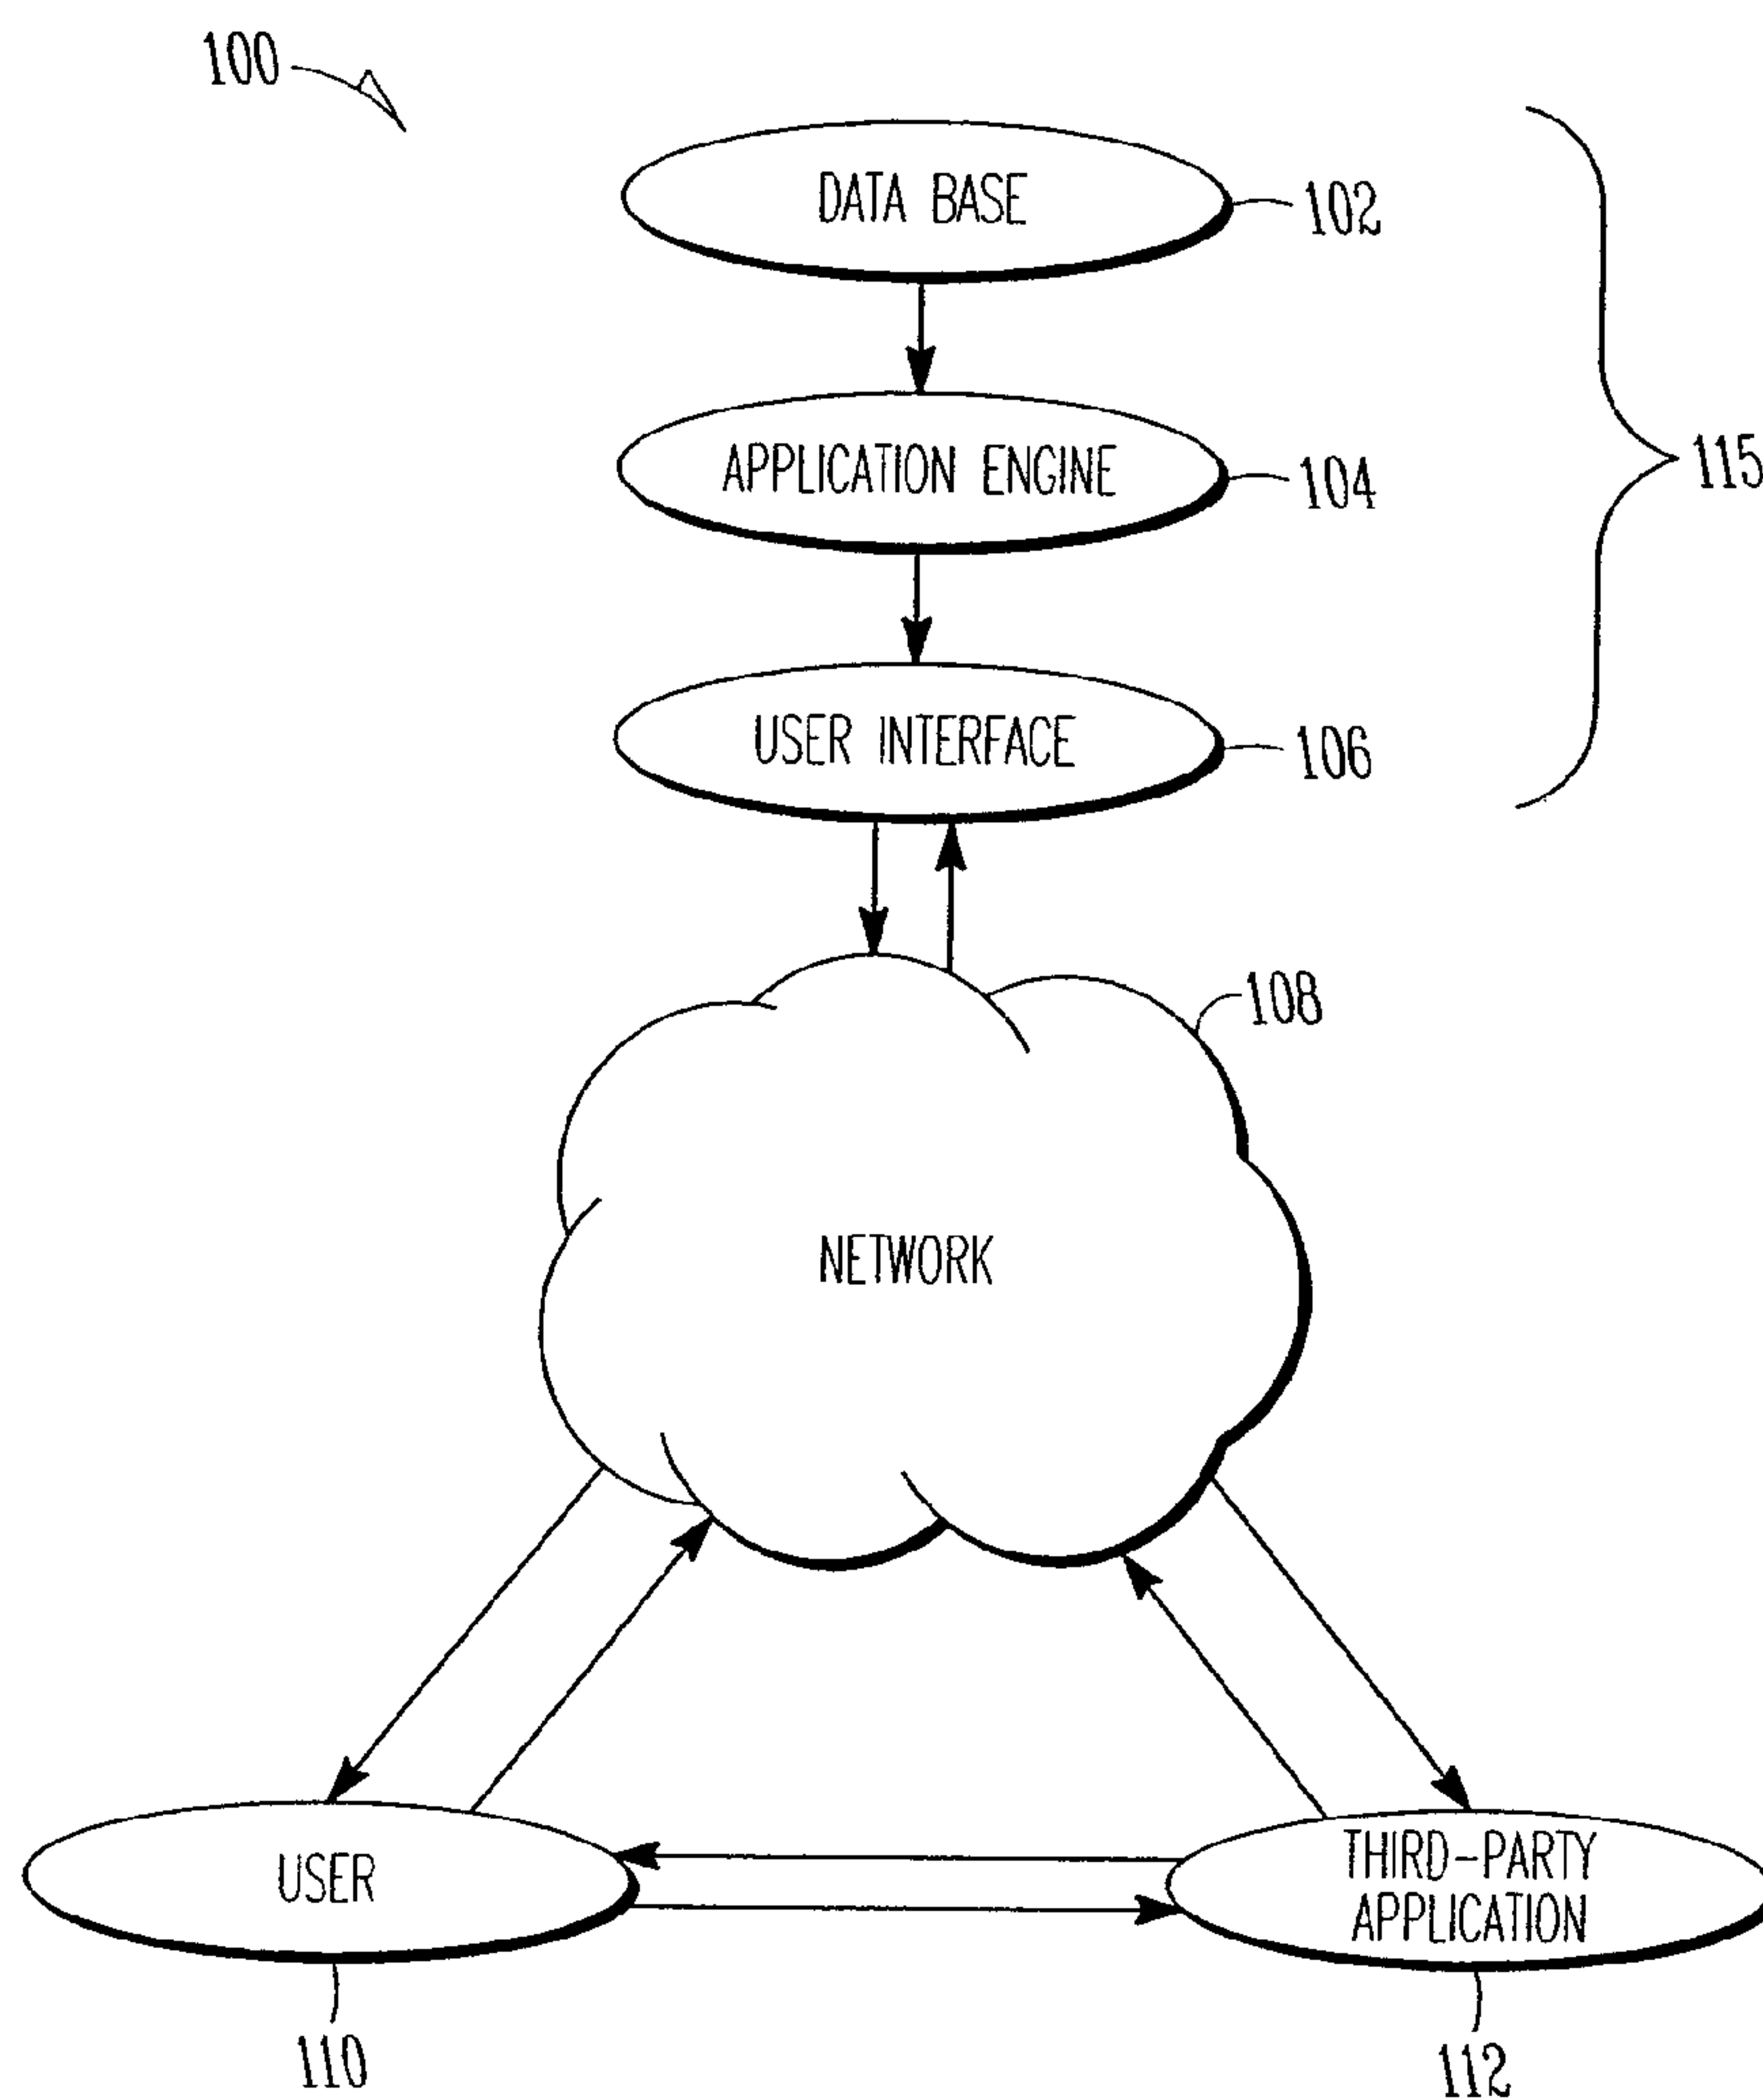 100
DATA BASE
102
APPLICATION ENGINE
104
115
USER INTERFACE
106
108
NETWORK
USER
THIRD-PARTY
APPLICATION
110
112